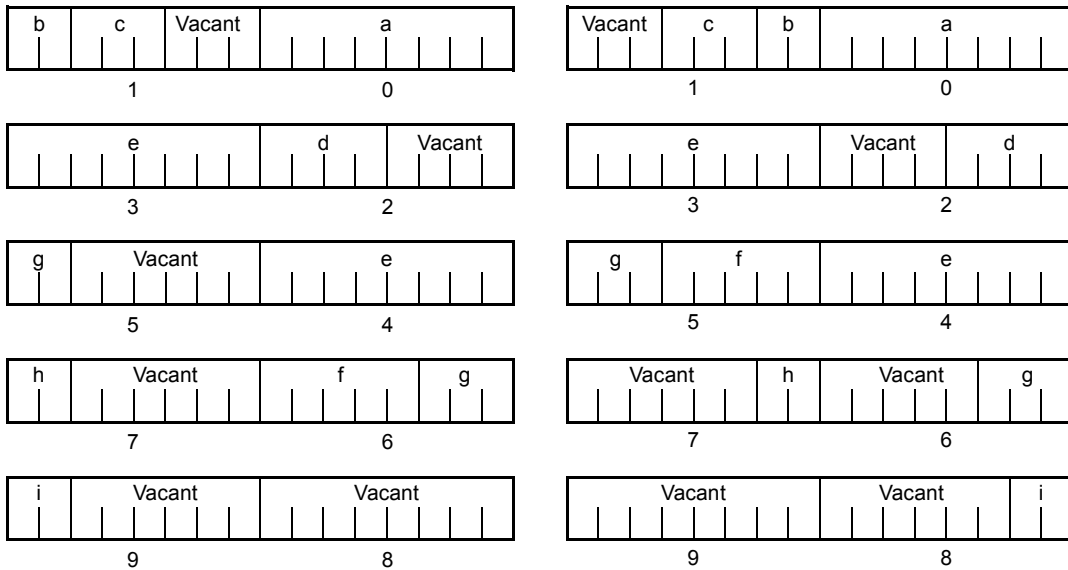 b c Vacant a Vacant c b a
1 0 1 0
e d Vacant e Vacant d
3 2 3 2
g Vacant e g f e
5 4 5 4
h Vacant f g Vacant h Vacant g
7 6 7 6
i Vacant Vacant Vacant Vacant i
9 8 9 8